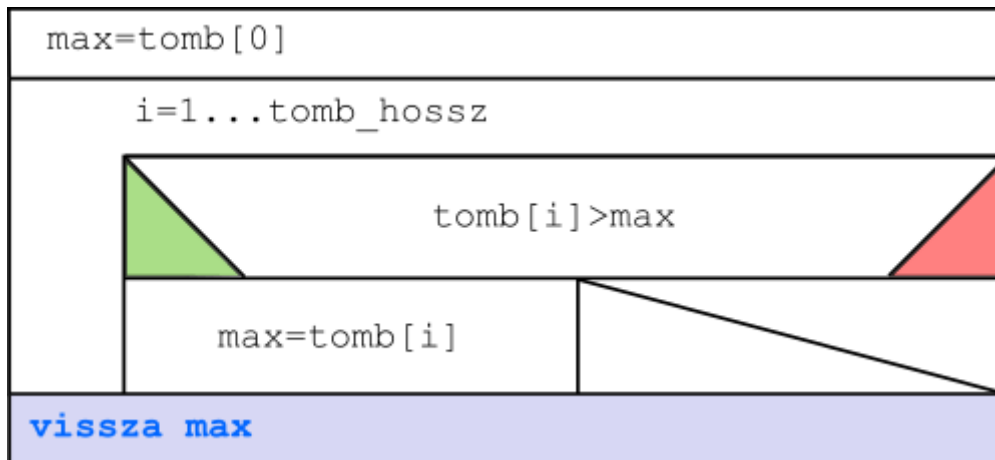 max=tomb[0]
i=1...tomb_hossz
tomb[i]>max
max=tomb[i]
vissza max